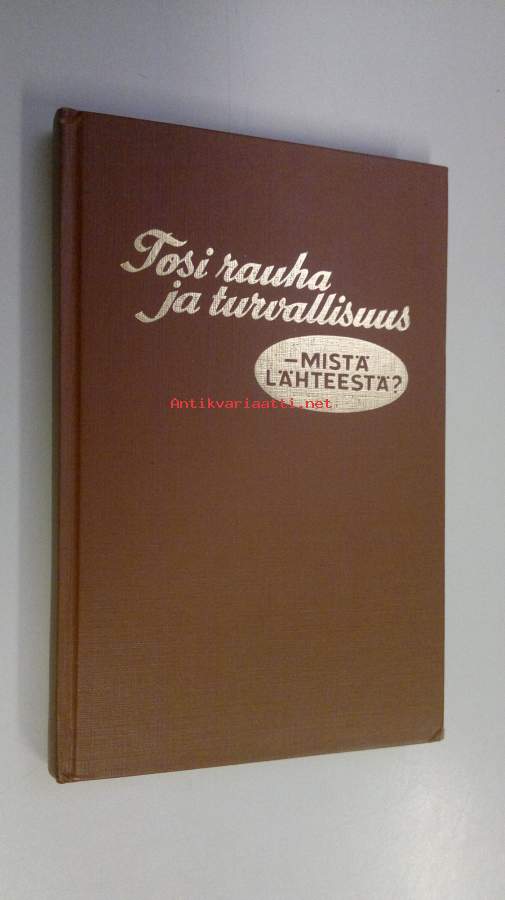 Tosi rauha
ja turvallisuus
–MISTÄ
LÄHTEESTÄ?
Antikvariaatti.net